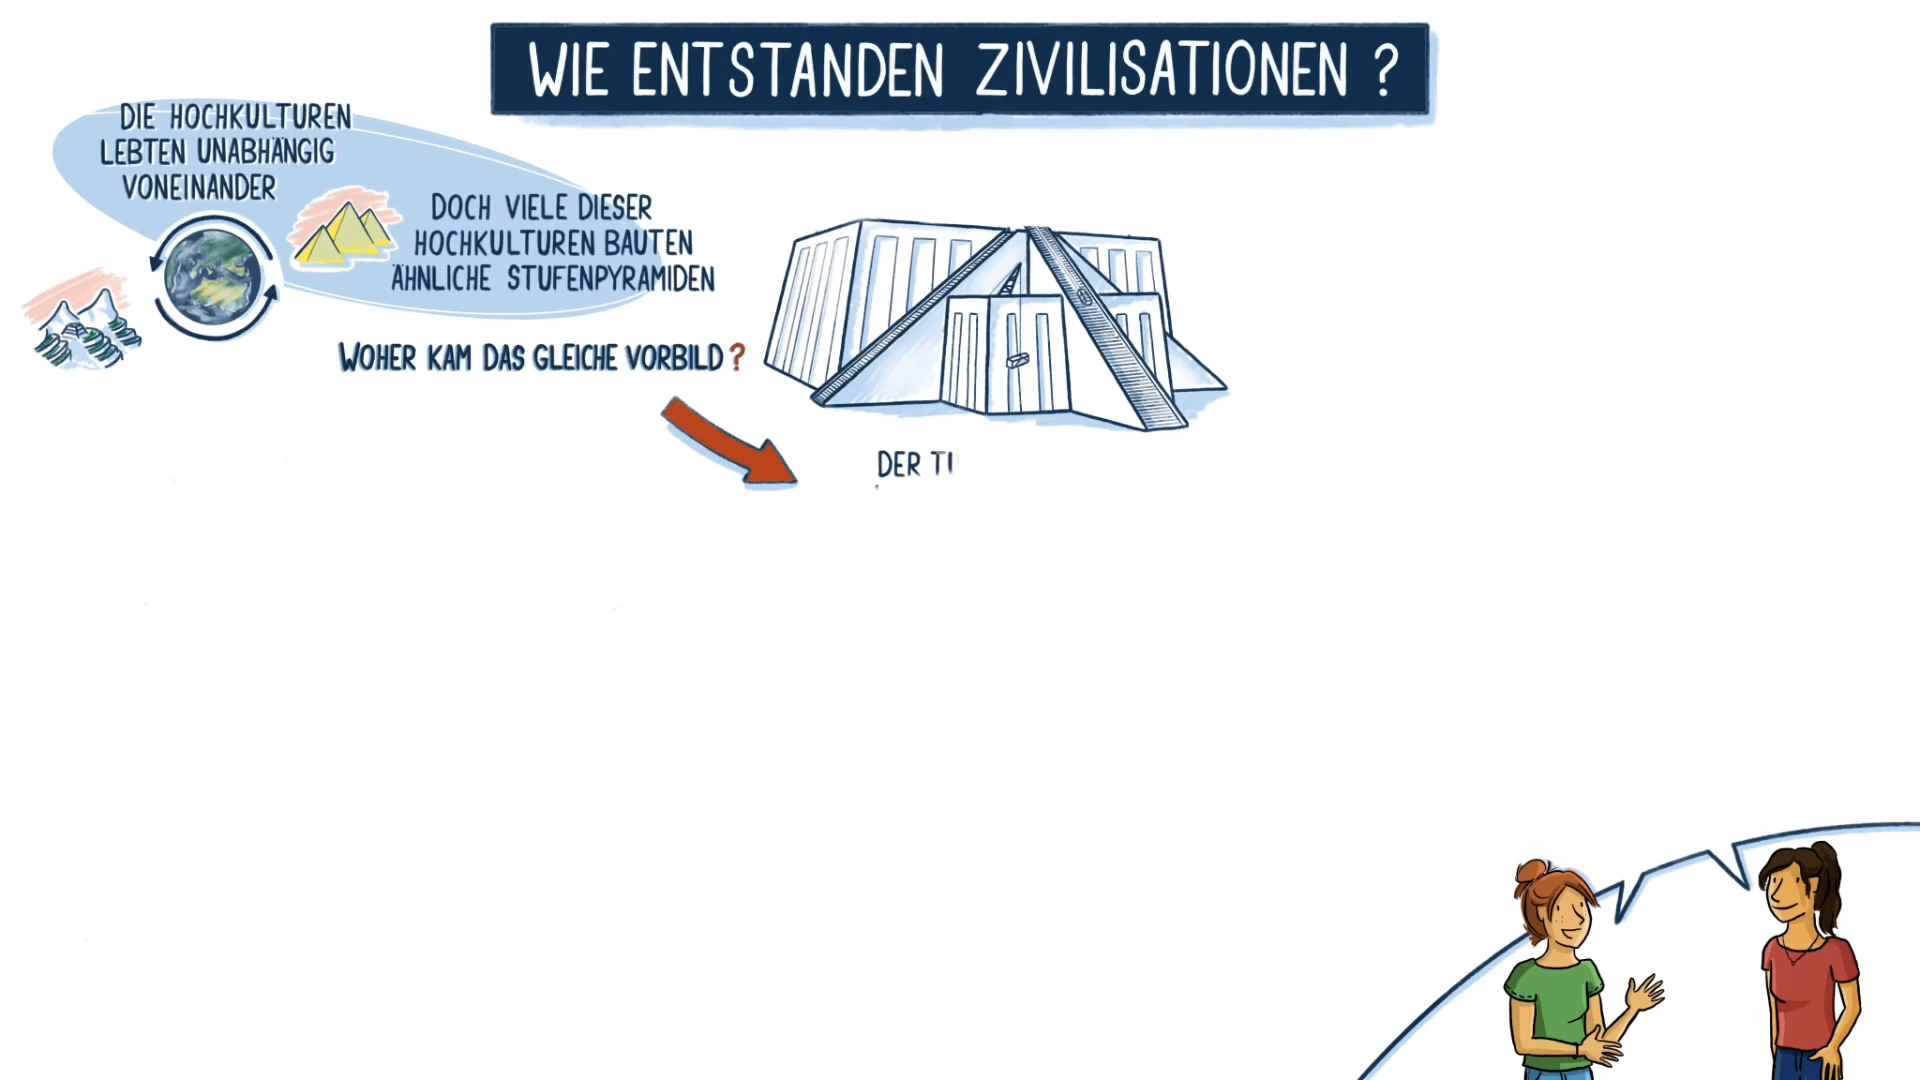 WIE ENTSTANDEN ZIVILISATIONEN ?
DIE HOCHKULTUREN
LEBTEN UNABHÄNGIG
VONEINANDER
DOCH VIELE DIESER
HOCHKULTUREN BAUTEN
ÄHNLICHE STUFENPYRAMIDEN
WOHER KAM DAS GLEICHE VORBILD ?
DER TI